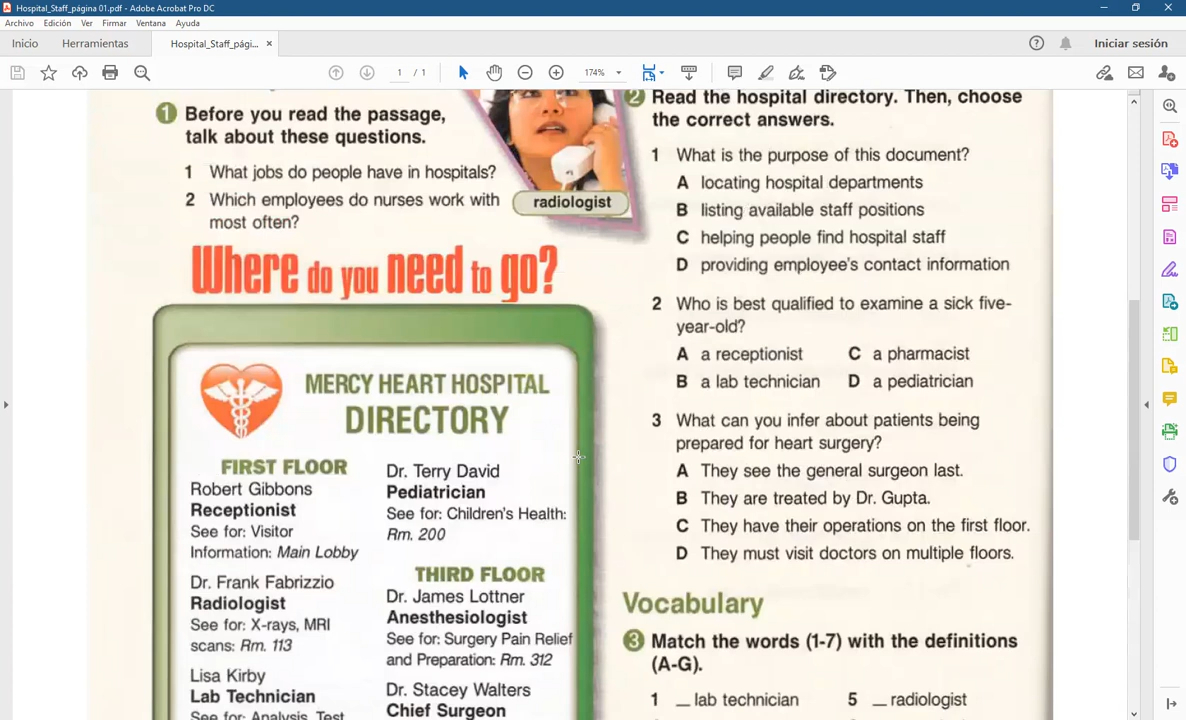 Hospital_Staff_página 01.pdf - Adobe Acrobat Pro DC
Archivo Edición Ver Firmar Ventana Ayuda
Inicio Herramientas Hospital_Staff_pági... × Iniciar sesión
1 / 1 174%
1 Before you read the passage,
talk about these questions.
1 What jobs do people have in hospitals?
2 Which employees do nurses work with
most often?
radiologist
Where do you need to go?
MERCY HEART HOSPITAL
DIRECTORY
FIRST FLOOR
Robert Gibbons
Receptionist
See for: Visitor
Information: Main Lobby
Dr. Frank Fabrizzio
Radiologist
See for: X-rays, MRI
scans: Rm. 113
Lisa Kirby
Lab Technician
See for: Analysis, Test
Dr. Terry David
Pediatrician
See for: Children's Health:
Rm. 200
THIRD FLOOR
Dr. James Lottner
Anesthesiologist
See for: Surgery Pain Relief
and Preparation: Rm. 312
Dr. Stacey Walters
Chief Surgeon
2 Read the hospital directory. Then, choose
the correct answers.
1 What is the purpose of this document?
A locating hospital departments
B listing available staff positions
C helping people find hospital staff
D providing employee's contact information
2 Who is best qualified to examine a sick five-
year-old?
A a receptionist C a pharmacist
B a lab technician D a pediatrician
3 What can you infer about patients being
prepared for heart surgery?
A They see the general surgeon last.
B They are treated by Dr. Gupta.
C They have their operations on the first floor.
D They must visit doctors on multiple floors.
Vocabulary
3 Match the words (1-7) with the definitions
(A-G).
1 _ lab technician 5 _ radiologist